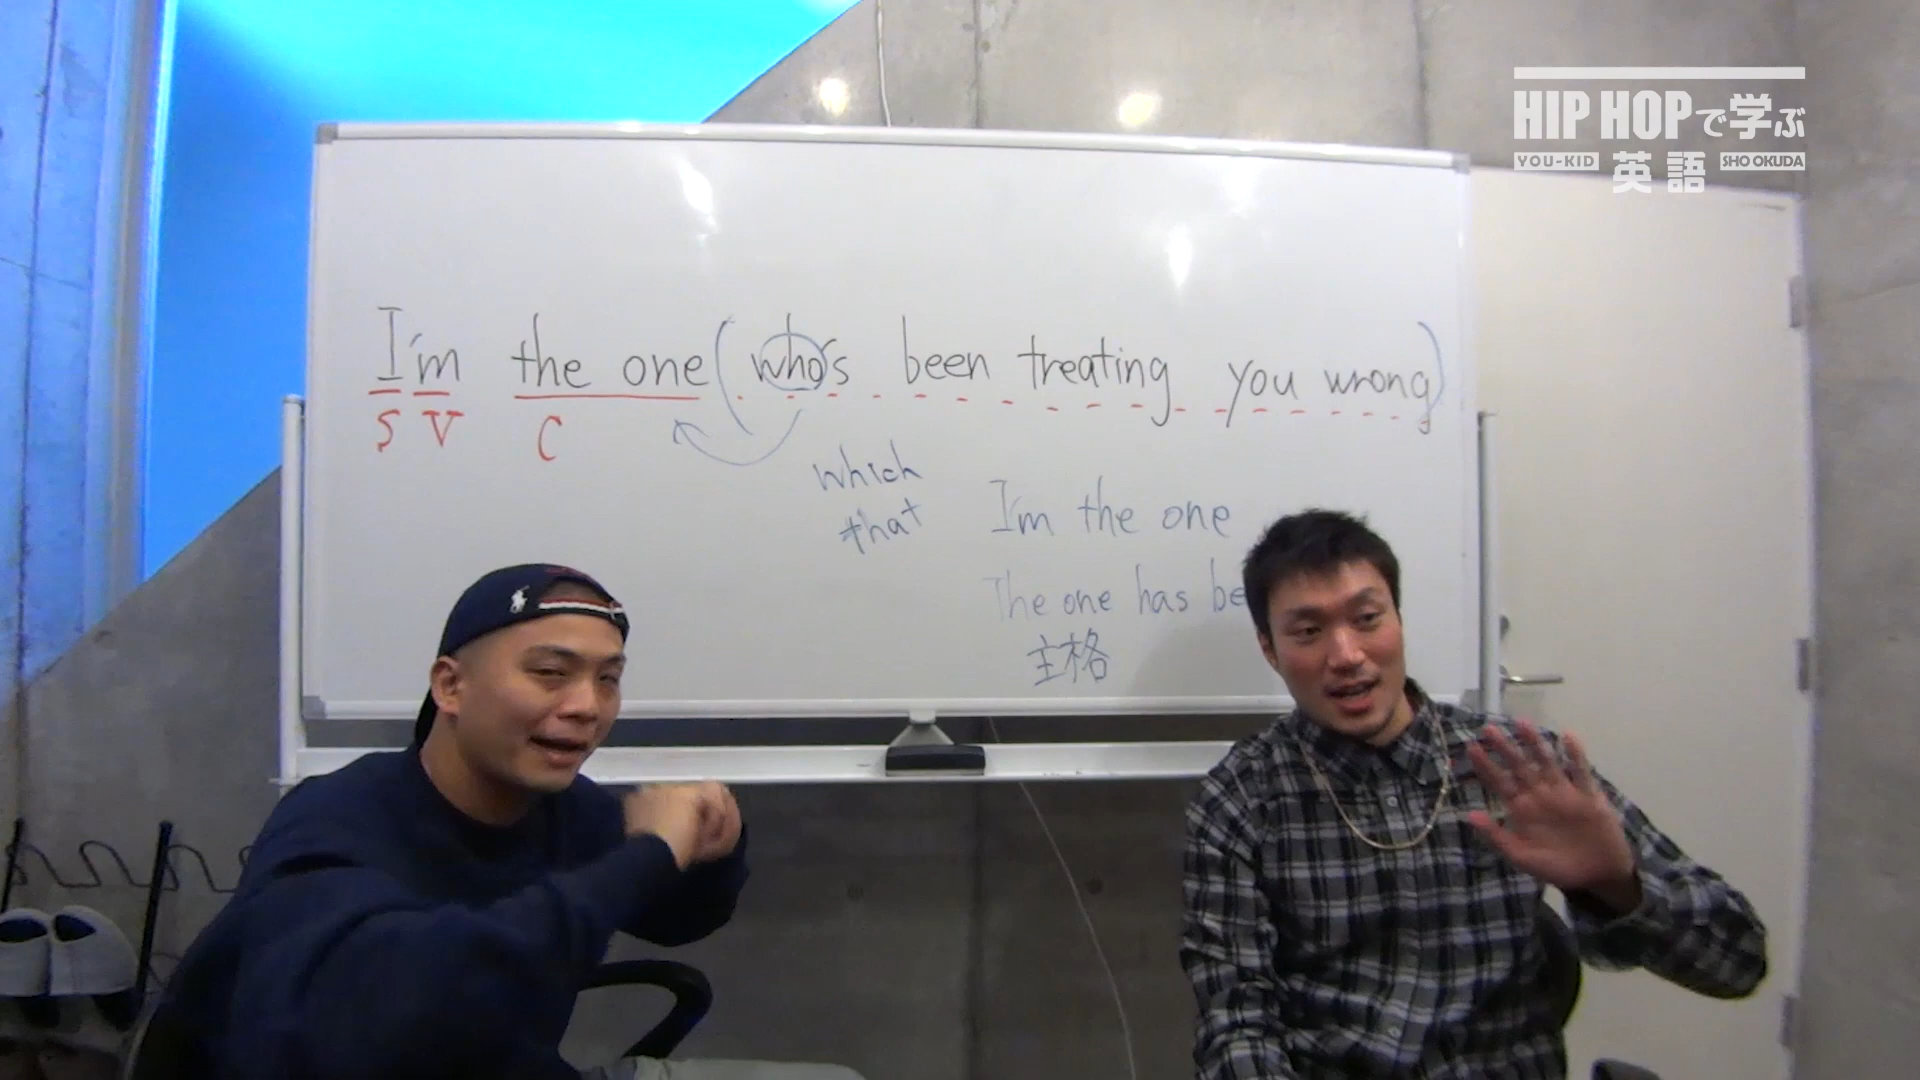 HIP HOPで学ぶ
YOU-KID 英語 SHO OKUDA
I'm the one (who's been treating you wrong)
S V C
which
that
I'm the one
The one has be
主格